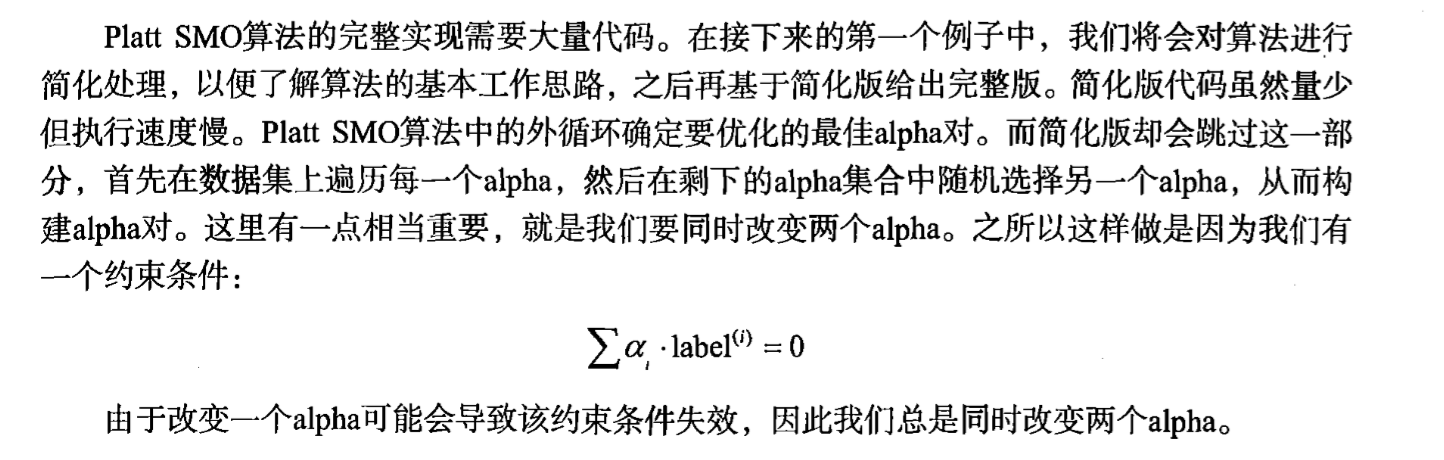 Platt SMO算法的完整实现需要大量代码。在接下来的第一个例子中，我们将会对算法进行
简化处理，以便了解算法的基本工作思路，之后再基于简化版给出完整版。简化版代码虽然量少
但执行速度慢。Platt SMO算法中的外循环确定要优化的最佳alpha对。而简化版却会跳过这一部
分，首先在数据集上遍历每一个alpha，然后在剩下的alpha集合中随机选择另一个alpha，从而构
建alpha对。这里有一点相当重要，就是我们要同时改变两个alpha。之所以这样做是因为我们有
一个约束条件：
∑αᵢ·label⁽ⁱ⁾ = 0
由于改变一个alpha可能会导致该约束条件失效，因此我们总是同时改变两个alpha。